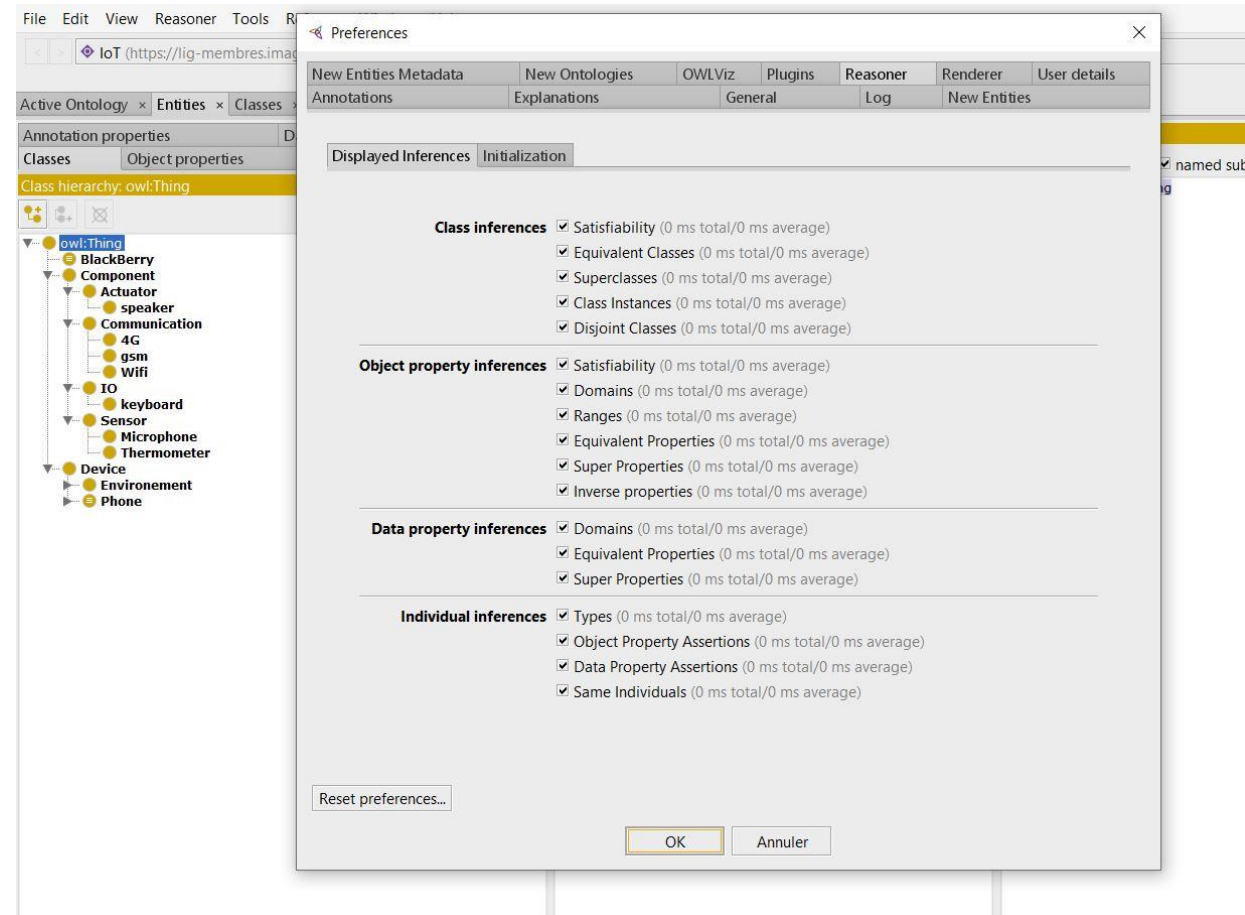 File Edit View Reasoner Tools
Preferences
IoT (https://lig-membres.imag
New Entities Metadata New Ontologies OWLViz Plugins Reasoner Renderer User details
Annotations Explanations General Log New Entities
Active Ontology × Entities × Classes
Annotation properties
Classes Object properties
Displayed Inferences Initialization
named sub
Class hierarchy: owl:Thing
owl:Thing
BlackBerry
Component
Actuator
speaker
Communication
4G
gsm
Wifi
IO
keyboard
Sensor
Microphone
Thermometer
Device
Environement
Phone
Class inferences Satisfiability (0 ms total/0 ms average)
Equivalent Classes (0 ms total/0 ms average)
Superclasses (0 ms total/0 ms average)
Class Instances (0 ms total/0 ms average)
Disjoint Classes (0 ms total/0 ms average)
Object property inferences Satisfiability (0 ms total/0 ms average)
Domains (0 ms total/0 ms average)
Ranges (0 ms total/0 ms average)
Equivalent Properties (0 ms total/0 ms average)
Super Properties (0 ms total/0 ms average)
Inverse properties (0 ms total/0 ms average)
Data property inferences Domains (0 ms total/0 ms average)
Equivalent Properties (0 ms total/0 ms average)
Super Properties (0 ms total/0 ms average)
Individual inferences Types (0 ms total/0 ms average)
Object Property Assertions (0 ms total/0 ms average)
Data Property Assertions (0 ms total/0 ms average)
Same Individuals (0 ms total/0 ms average)
Reset preferences...
OK Annuler